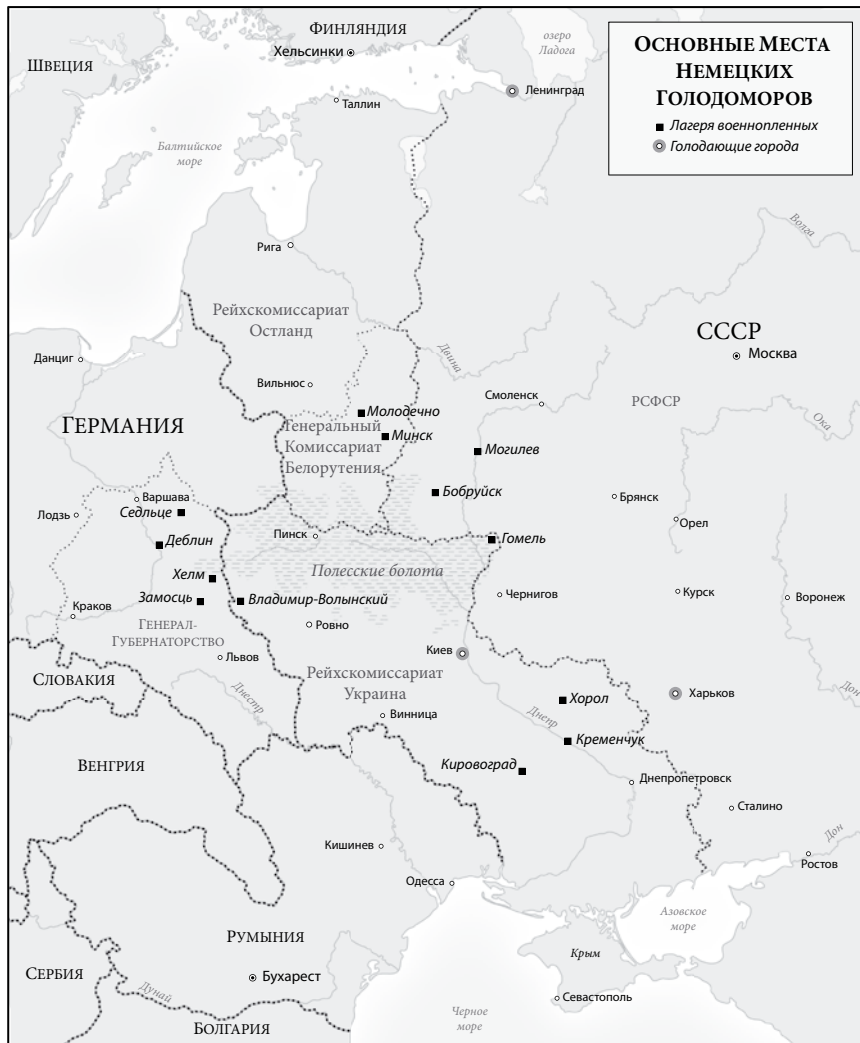 ФИНЛЯНДИЯ
Хельсинки
ШВЕЦИЯ
озеро
Ладога
ОСНОВНЫЕ МЕСТА
НЕМЕЦКИХ
ГОЛОДОМОРОВ
Лагеря военнопленных
Голодающие города
Ленинград
Таллин
Балтийское
море
Волга
Рига
Рейхскомиссариат
Остланд
СССР
Москва
Данциг
Двина
Вильнюс
Смоленск
РСФСР
Ока
Молодечно
ГЕРМАНИЯ
Генеральный
Комиссариат
Белорутения
Минск
Могилев
Бобруйск
Брянск
Варшава
Седльце
Лодзь
Орел
Пинск
Гомель
Деблин
Полесские болота
Хелм
Замосць
Владимир-Волынский
Чернигов
Курск
Воронеж
Краков
ГЕНЕРАЛ-
ГУБЕРНАТОРСТВО
Ровно
Львов
Киев
СЛОВАКИЯ
Рейхскомиссариат
Украина
Днестр
Хорол
Харьков
Дон
Винница
Днепр
Кременчук
ВЕНГРИЯ
Кировоград
Днепропетровск
Сталино
Кишинев
Дон
Ростов
Одесса
Азовское
море
РУМЫНИЯ
Крым
СЕРБИЯ
Бухарест
Дунай
Севастополь
Черное
море
БОЛГАРИЯ